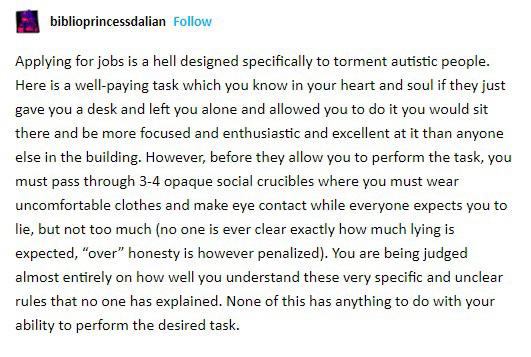 biblioprincessdalian Follow
Applying for jobs is a hell designed specifically to torment autistic people.
Here is a well-paying task which you know in your heart and soul if they just
gave you a desk and left you alone and allowed you to do it you would sit
there and be more focused and enthusiastic and excellent at it than anyone
else in the building. However, before they allow you to perform the task, you
must pass through 3-4 opaque social crucibles where you must wear
uncomfortable clothes and make eye contact while everyone expects you to
lie, but not too much (no one is ever clear exactly how much lying is
expected, “over” honesty is however penalized). You are being judged
almost entirely on how well you understand these very specific and unclear
rules that no one has explained. None of this has anything to do with your
ability to perform the desired task.